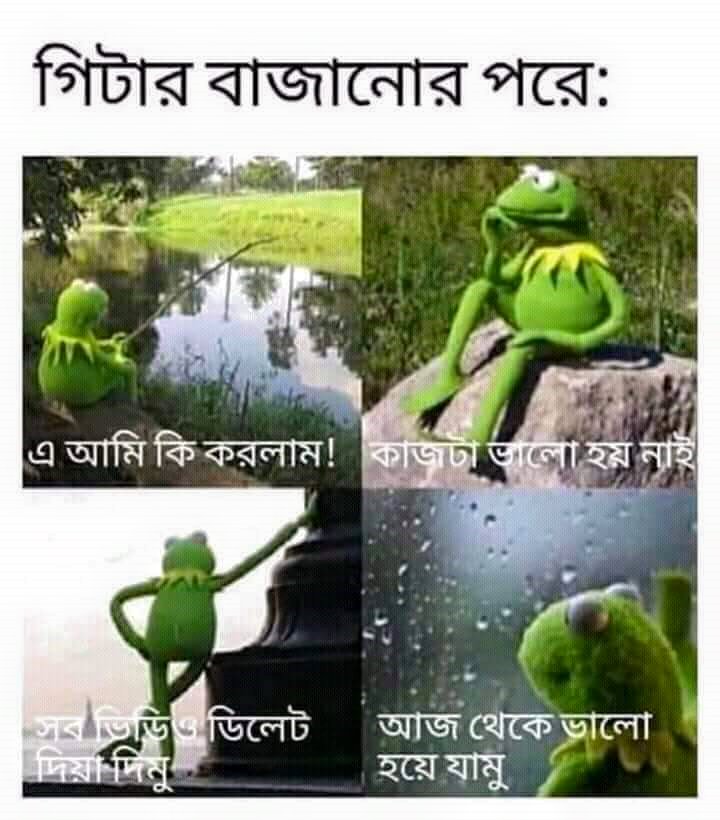 গিটার বাজানোর পরে:
এ আমি কি করলাম!
কাজটা ভালো হয় নাই
সব ভিডিও ডিলেট
দিয়া দিমু
আজ থেকে ভালো
হয়ে যামু